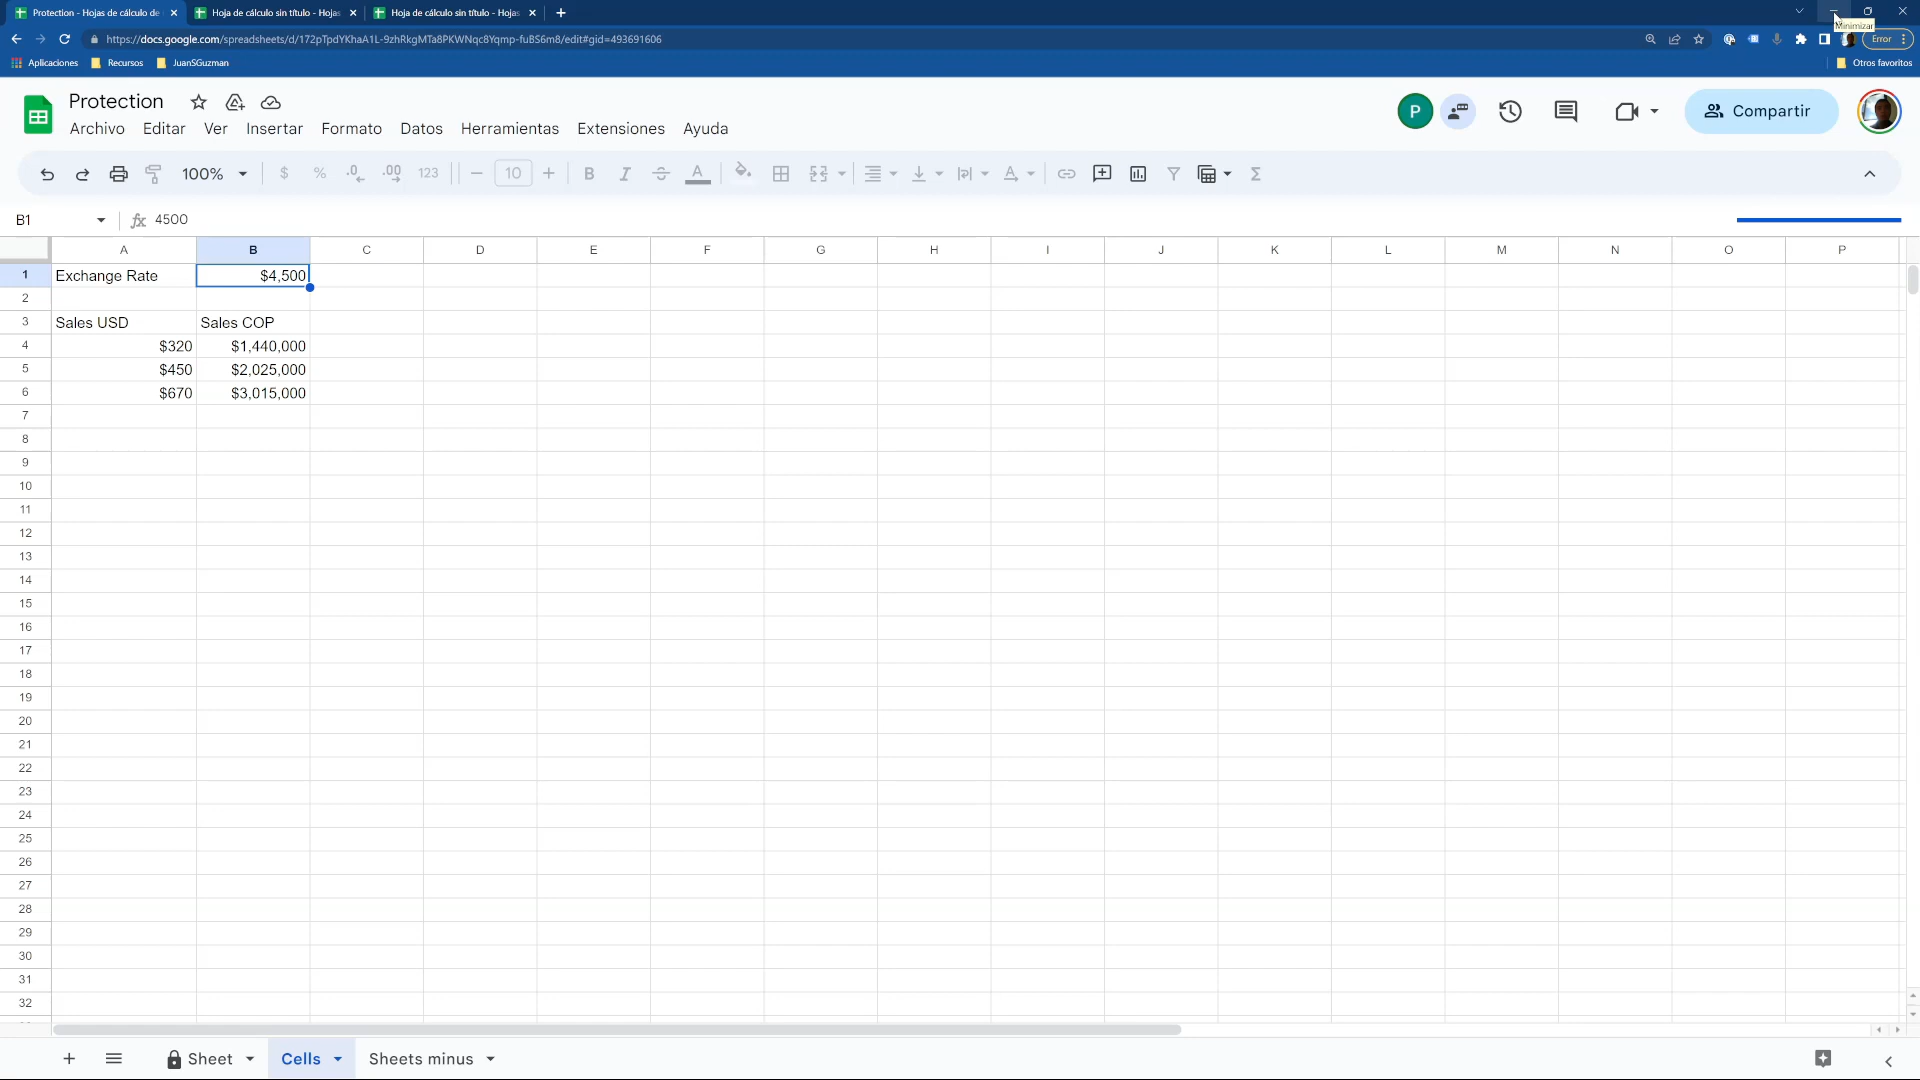 Protection - Hojas de cálculo de
Hoja de cálculo sin título - Hojas
Hoja de cálculo sin título - Hojas
Minimizar
https://docs.google.com/spreadsheets/d/172pTpdYKhaA1L-9zhRkgMTa8PKWNqc8Yqmp-fuBS6m8/edit#gid=493691606
Error
Aplicaciones
Recursos
JuanSGuzman
Otros favoritos
Protection
Archivo Editar Ver Insertar Formato Datos Herramientas Extensiones Ayuda
P
Compartir
100% $ % .0 .00 123 10 B I S A
B1 fx 4500
A B C D E F G H I J K L M N O P
1 Exchange Rate $4,500
2
3 Sales USD Sales COP
4 $320 $1,440,000
5 $450 $2,025,000
6 $670 $3,015,000
7
8
9
10
11
12
13
14
15
16
17
18
19
20
21
22
23
24
25
26
27
28
29
30
31
32
Sheet Cells Sheets minus